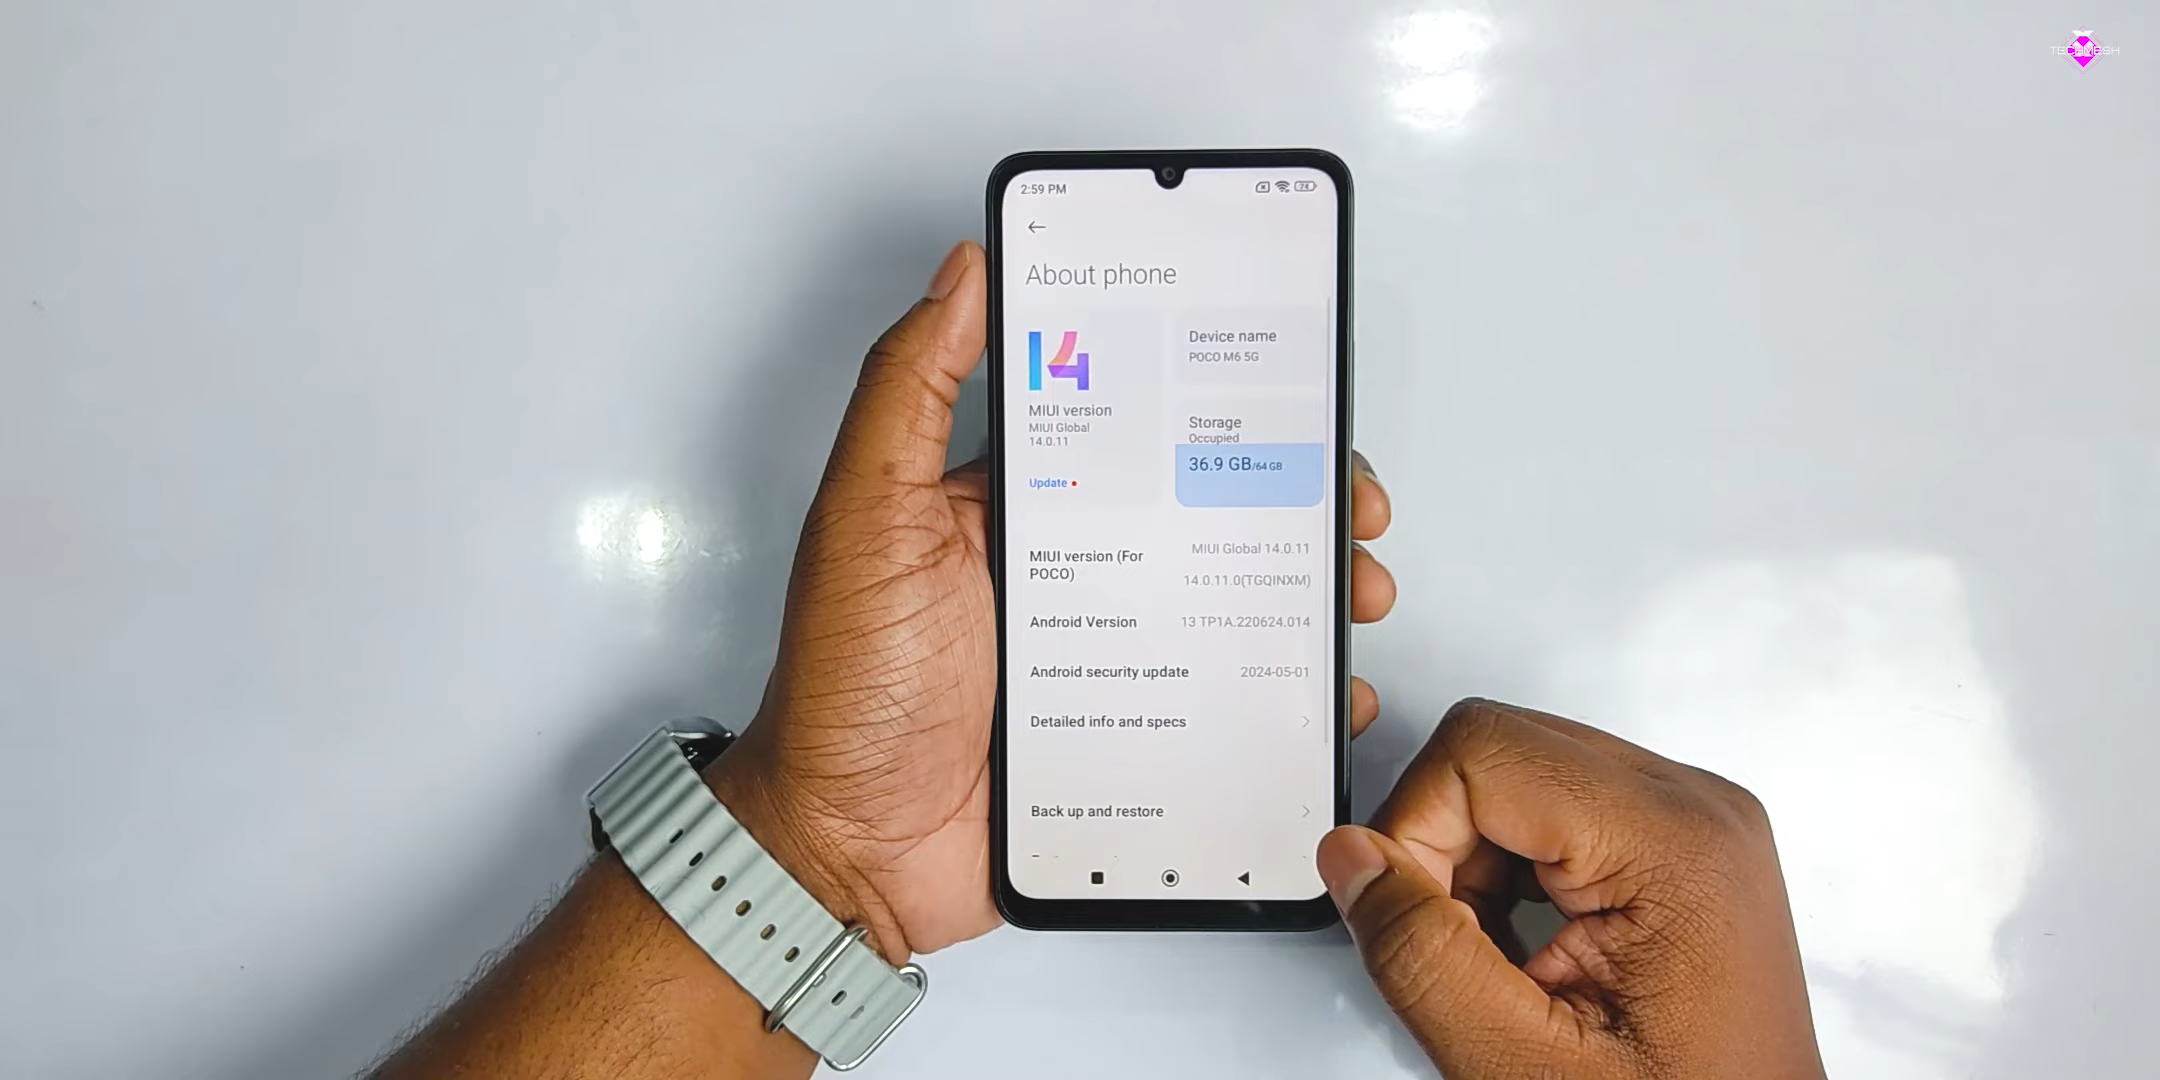 TECHMESH
2:59 PM
74
About phone
14
MIUI version
MIUI Global
14.0.11
Update
Device name
POCO M6 5G
Storage
Occupied
36.9 GB/64 GB
MIUI version (For
POCO)
MIUI Global 14.0.11
14.0.11.0(TGQINXM)
Android Version
13 TP1A.220624.014
Android security update
2024-05-01
Detailed info and specs
Back up and restore